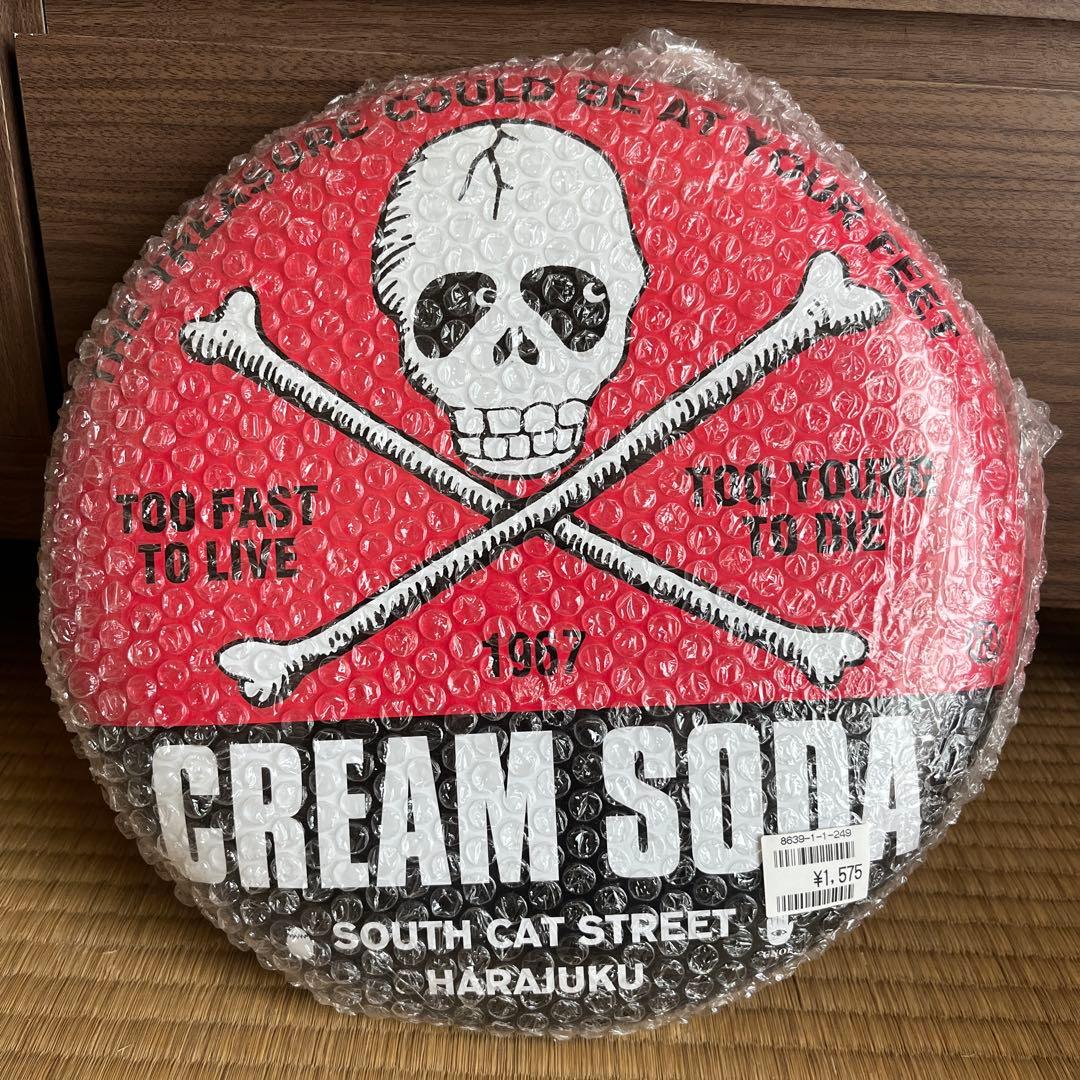 THE TREASURE COULD BE AT YOUR FEET
TOO FAST
TO LIVE
TOO YOUNG
TO DIE
1967
CREAM SODA
8639-1-1-249
¥1,575
SOUTH CAT STREET
HARAJUKU